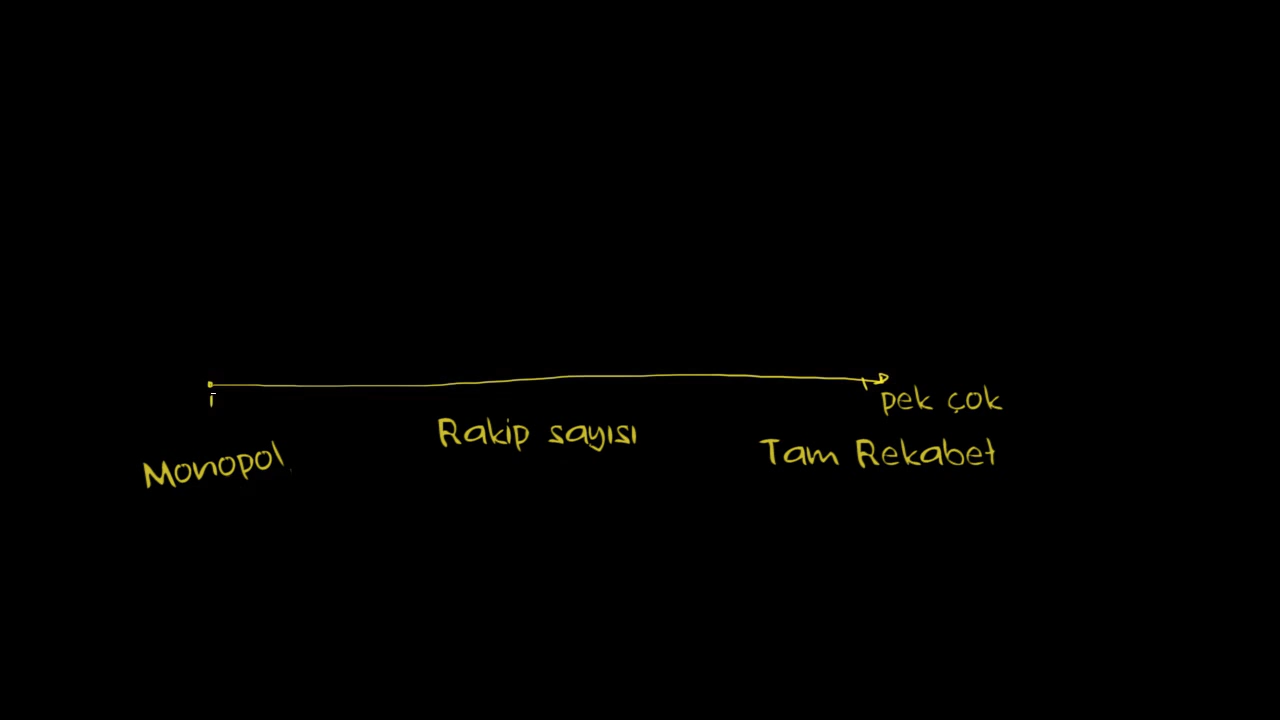 pek çok
Rakip sayısı
Tam Rekabet
Monopol